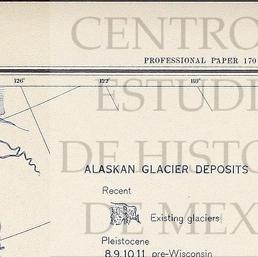 CENTRO
PROFESSIONAL PAPER 170
126° 122° 118°
ESTUDI
ALASKAN GLACIER DEPOSITS
DE HISTO
Recent
Existing glaciers
DE MEX
Pleistocene
8,9,10,11, pre-Wisconsin